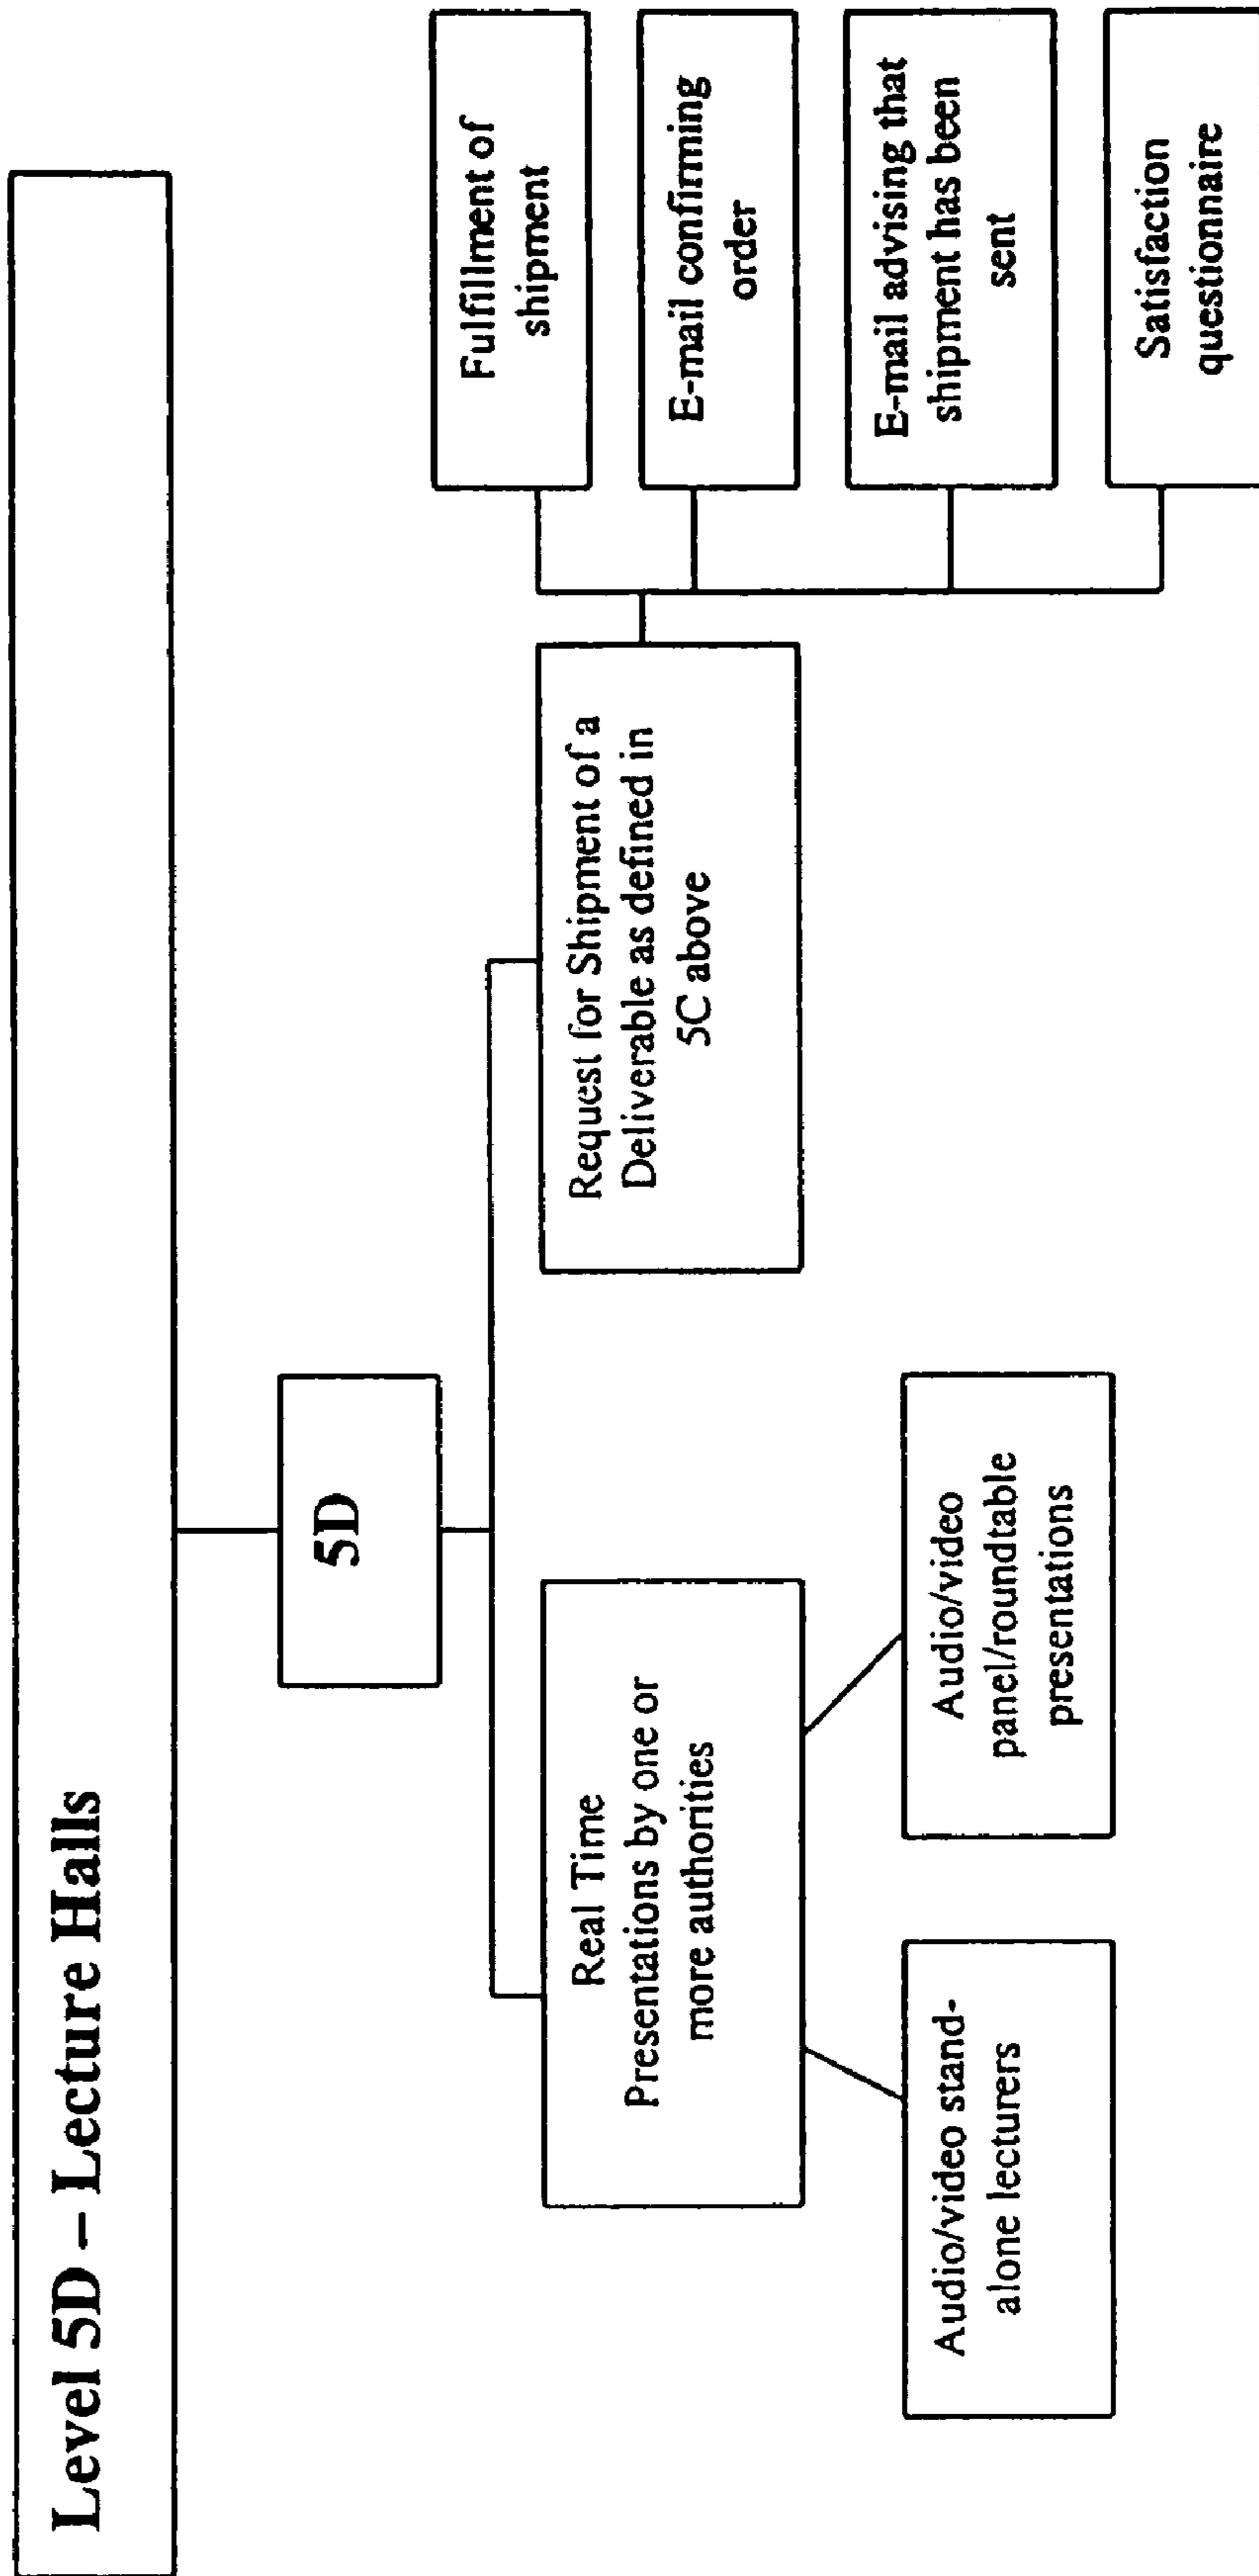 Level 5D – Lecture Halls
5D
Real Time
Presentations by one or
more authorities
Audio/video stand-
alone lecturers
Audio/video
panel/roundtable
presentations
Request for Shipment of a
Deliverable as defined in
5C above
Fulfillment of
shipment
E-mail confirming
order
E-mail advising that
shipment has been
sent
Satisfaction
questionnaire